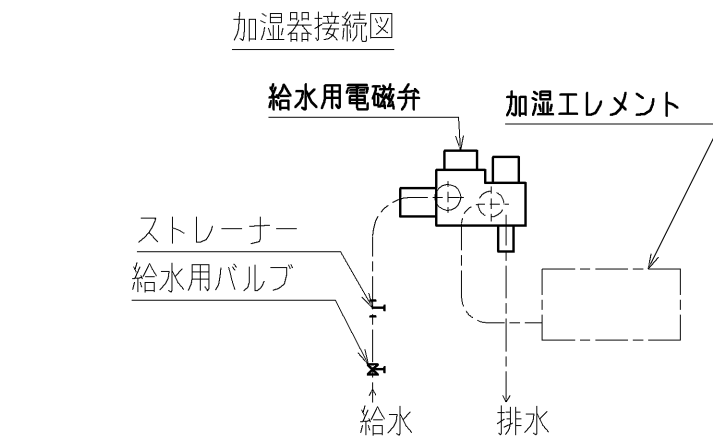 加湿器接続図
給水用電磁弁
加湿エレメント
ストレーナー
給水用バルブ
給水
排水